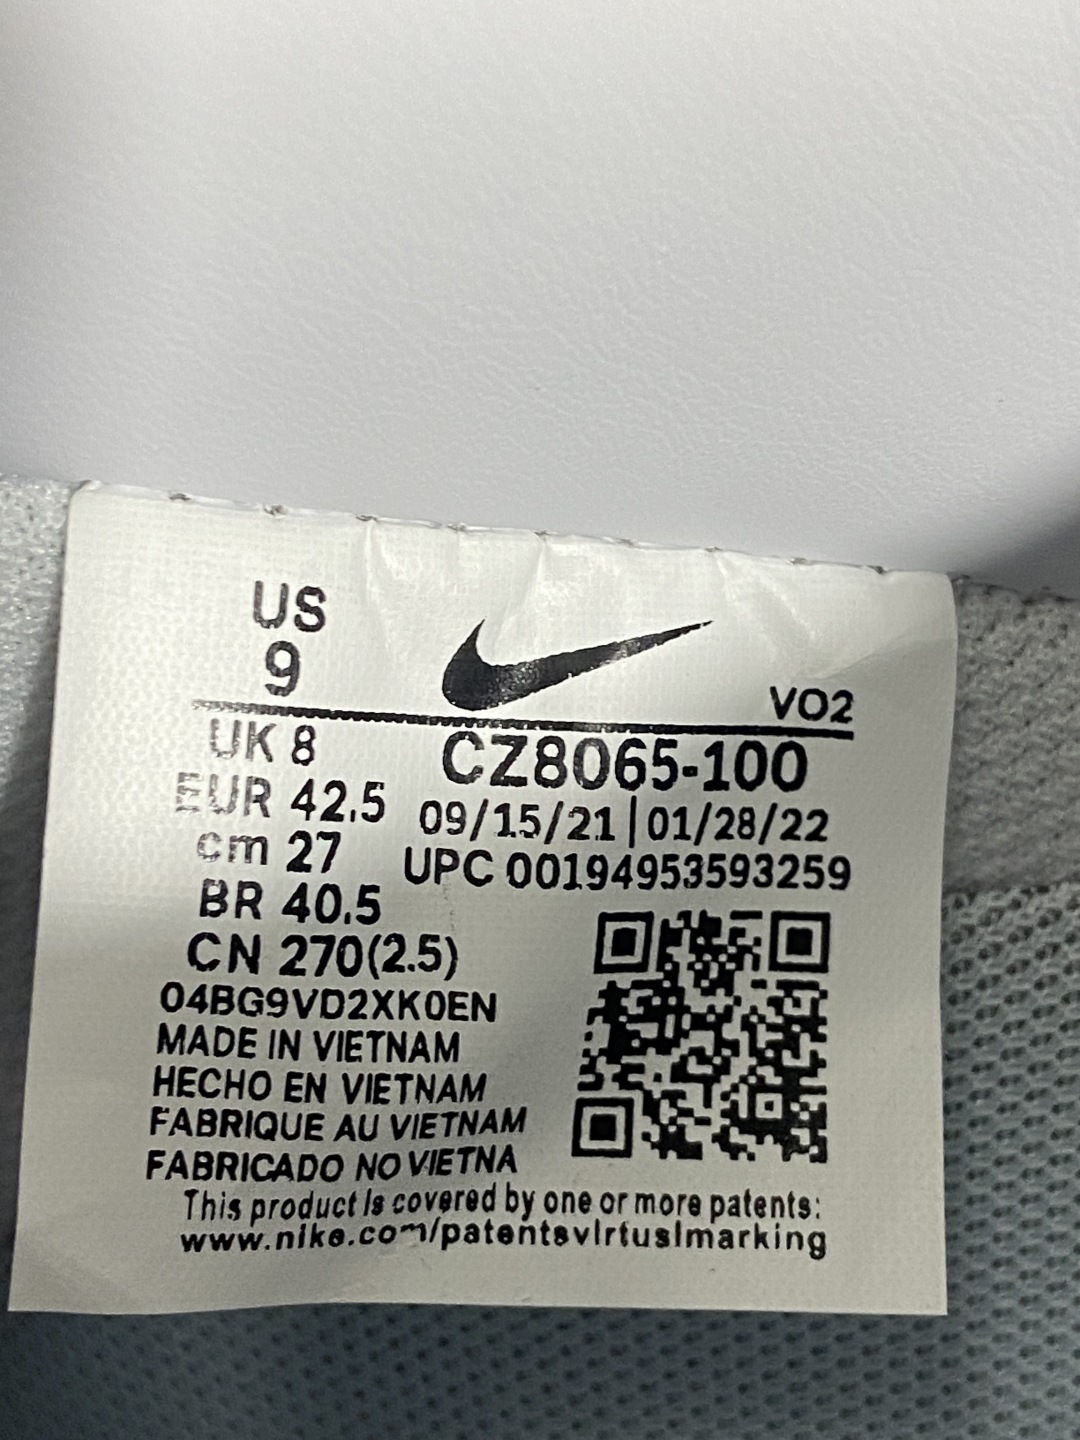 US
9
VO2
UK 8
CZ8065-100
EUR 42.5
09/15/21 | 01/28/22
cm 27
UPC 00194953593259
BR 40.5
CN 270(2.5)
04BG9VD2XK0EN
MADE IN VIETNAM
HECHO EN VIETNAM
FABRIQUE AU VIETNAM
FABRICADO NO VIETNA
This product Is covered by one or more patents:
www.nike.com/patentsvIrtusImarking